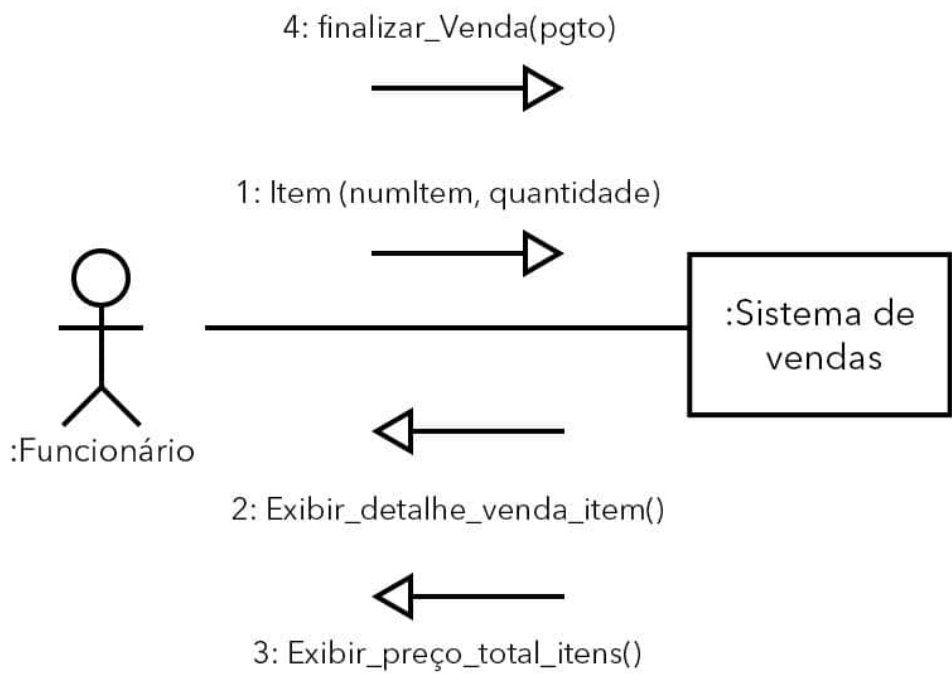 4: finalizar_Venda(pgto)
1: Item (numItem, quantidade)
:Sistema de
vendas
:Funcionário
2: Exibir_detalhe_venda_item()
3: Exibir_preço_total_itens()